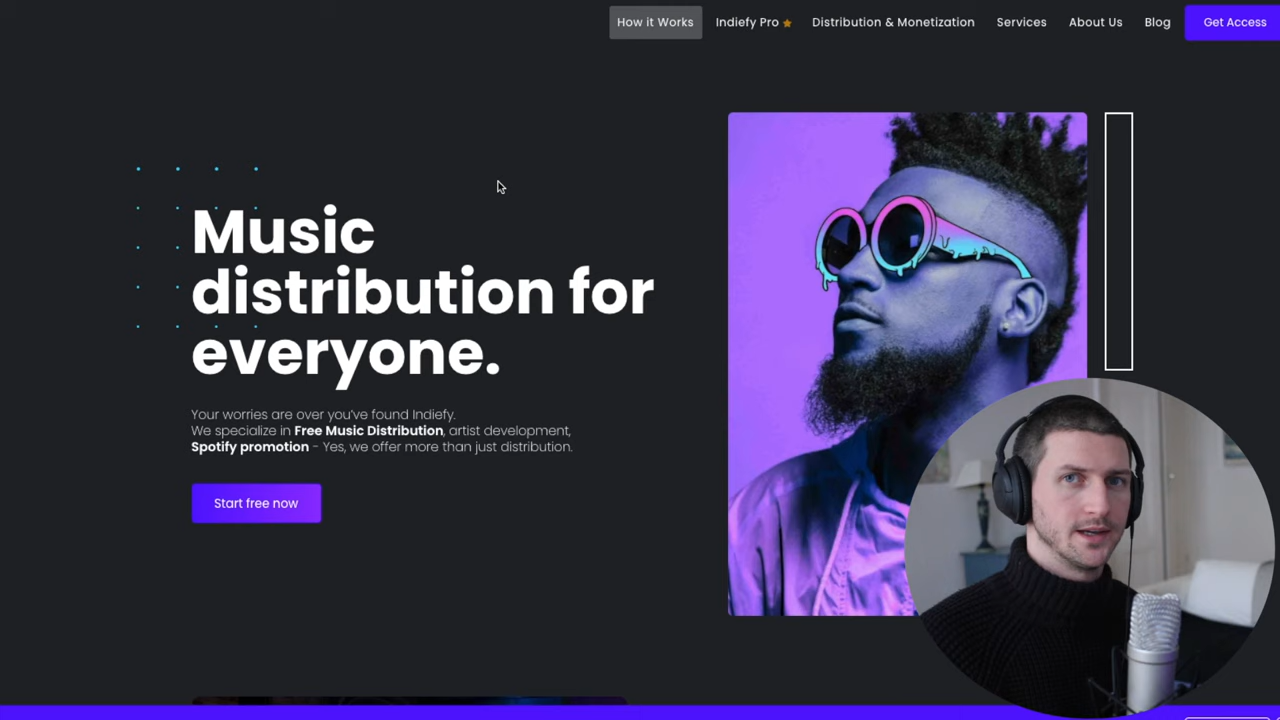 How it Works
Indiefy Pro
Distribution & Monetization
Services
About Us
Blog
Get Access
Music
distribution for
everyone.
Your worries are over you've found Indiefy.
We specialize in Free Music Distribution, artist development,
Spotify promotion - Yes, we offer more than just distribution.
Start free now